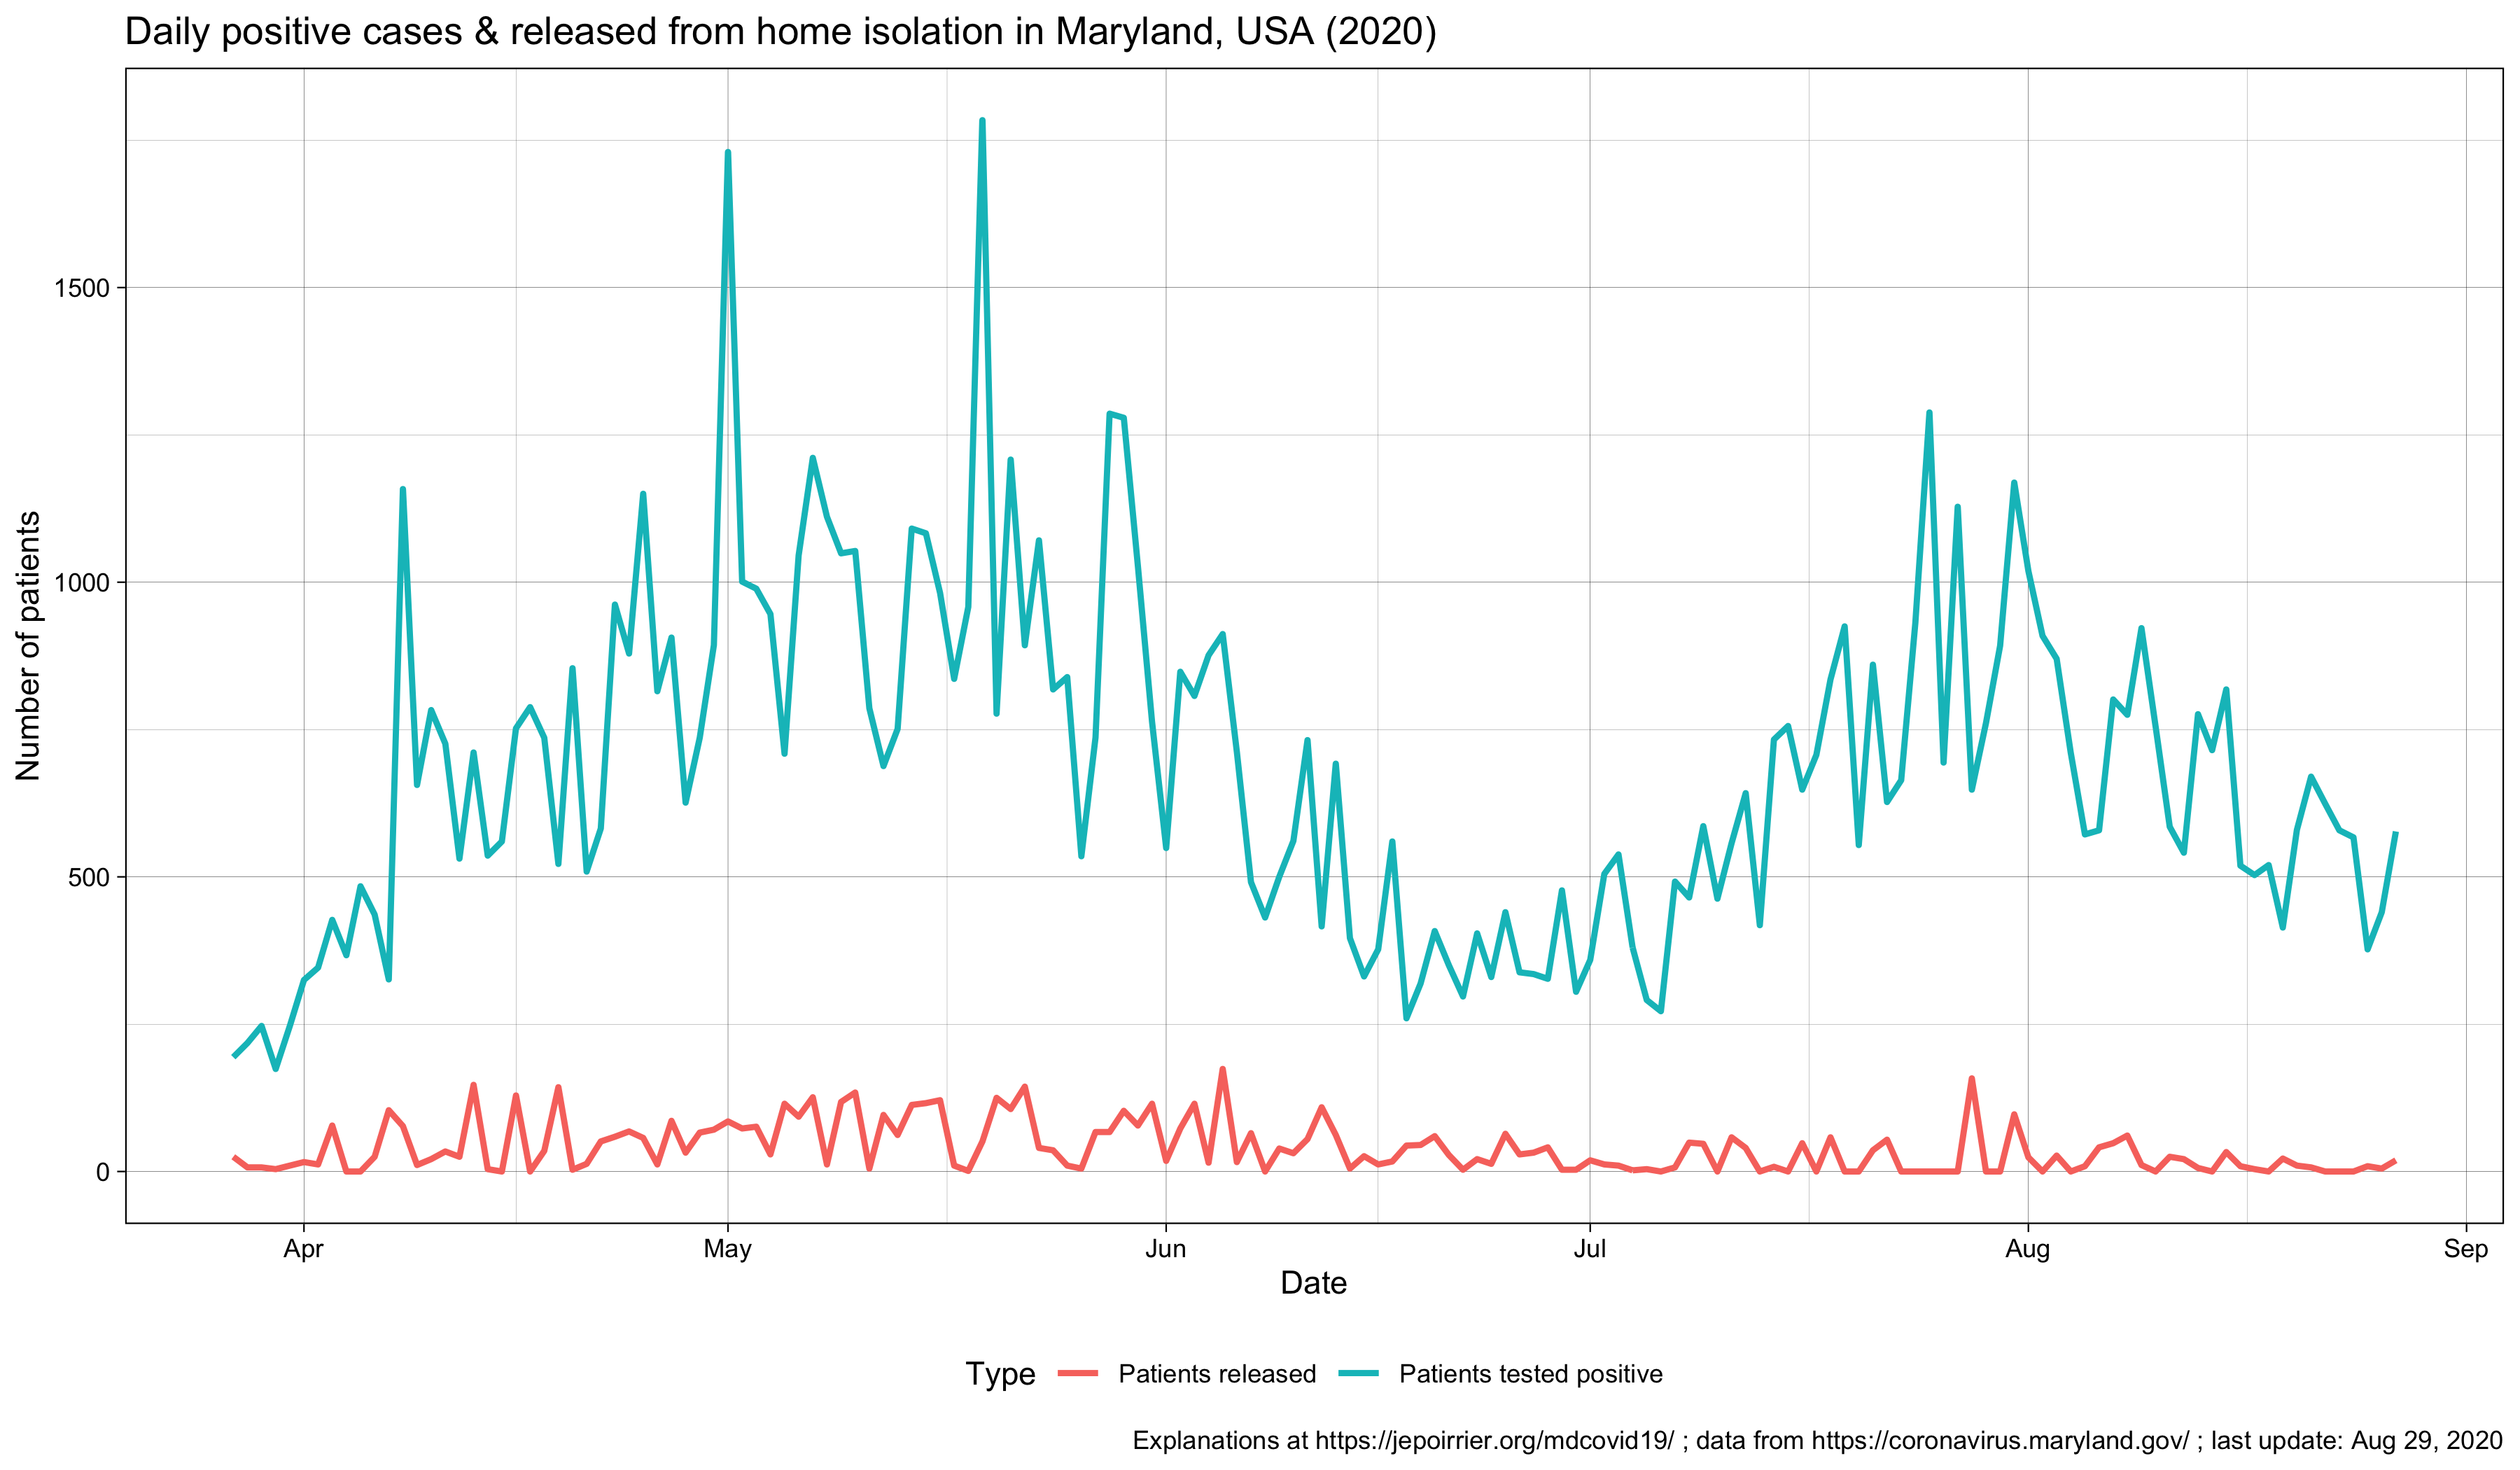 Daily positive cases & released from home isolation in Maryland, USA (2020)
Number of patients
1500
1000
500
0
Apr May Jun Jul Aug Sep
Date
Type Patients released Patients tested positive
Explanations at https://jepoirrier.org/mdcovid19/ ; data from https://coronavirus.maryland.gov/ ; last update: Aug 29, 2020